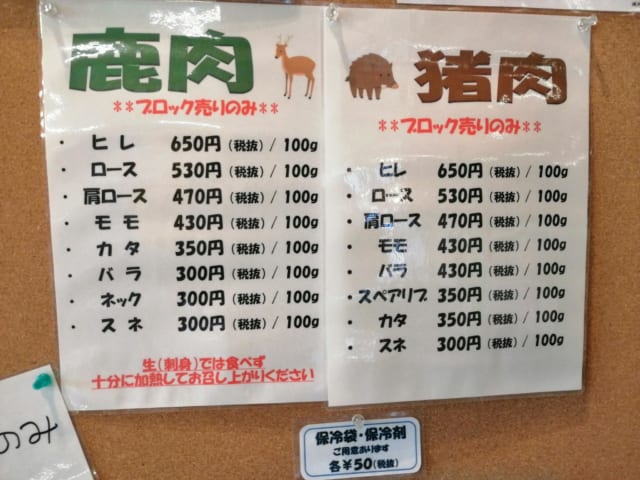 鹿肉
**ブロック売りのみ**
・ ヒレ 650円(税抜)/100g
・ ロース 530円(税抜)/100g
・ 肩ロース 470円(税抜)/100g
・ モモ 430円(税抜)/100g
・ カタ 350円(税抜)/100g
・ バラ 300円(税抜)/100g
・ ネック 300円(税抜)/100g
・ スネ 300円(税抜)/100g
生(刺身)では食べず
十分に加熱してお召し上がりください
猪肉
**ブロック売りのみ**
・ ヒレ 650円(税抜)/100g
・ ロース 530円(税抜)/100g
・ 肩ロース 470円(税抜)/100g
・ モモ 430円(税抜)/100g
・ バラ 430円(税抜)/100g
・スペアリブ 350円(税抜)/100g
・ カタ 350円(税抜)/100g
・ スネ 300円(税抜)/100g
のみ
保冷袋・保冷剤
ご用意あります
各¥50(税抜)